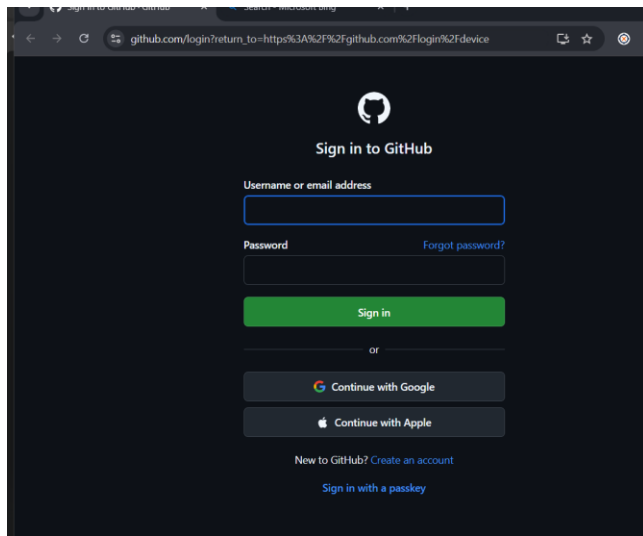 Sign in to GitHub · GitHub
Search - Microsoft Bing
github.com/login?return_to=https%3A%2F%2Fgithub.com%2Flogin%2Fdevice
Sign in to GitHub
Username or email address
Password Forgot password?
Sign in
or
Continue with Google
Continue with Apple
New to GitHub? Create an account
Sign in with a passkey